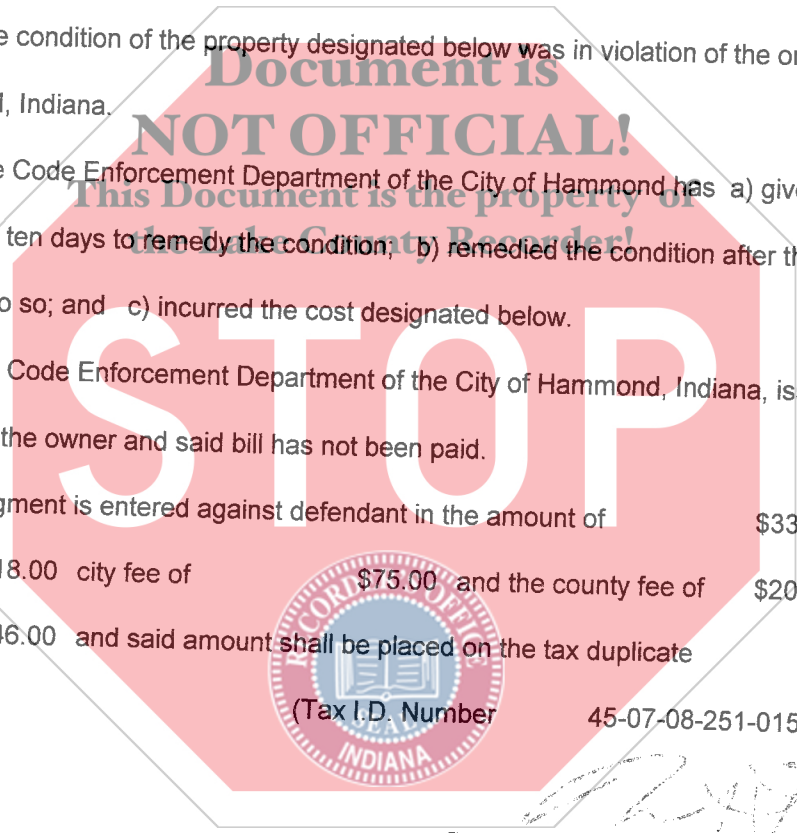 e condition of the property designated below was in violation of the or
Document is
, Indiana.
NOT OFFICIAL!
e Code Enforcement Department of the City of Hammond has a) give
This Document is the property of
ten days to remedy the condition; b) remedied the condition after th
the Lake County Recorder!
o so; and c) incurred the cost designated below.
Code Enforcement Department of the City of Hammond, Indiana, is
STOP
the owner and said bill has not been paid.
gment is entered against defendant in the amount of $33
8.00 city fee of $75.00 and the county fee of $20
46.00 and said amount shall be placed on the tax duplicate
RECORDER'S OFFICE
(Tax I.D. Number 45-07-08-251-015
SEAL
INDIANA